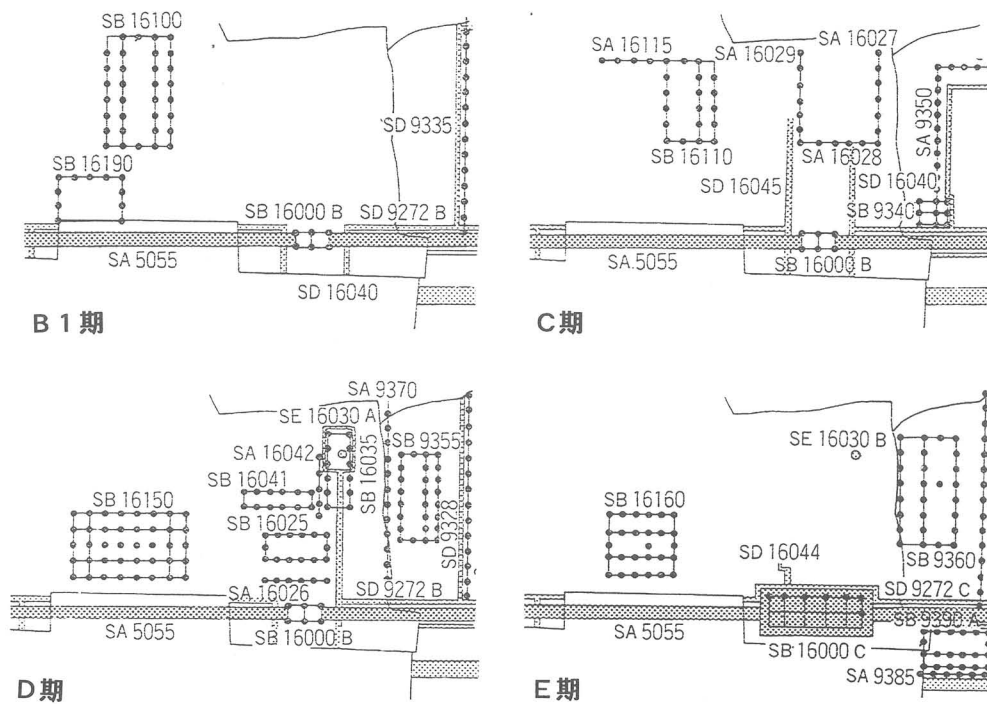 SB 16100
SD 9335
SB 16190
SB 16000 B
SD 9272 B
SA 5055
SD 16040
B 1 期
SA 16115
SA 16029
SA 16027
SA 9350
SB 16110
SA 16028
SD 16045
SD 16040
SB 9340
SA 5055
SB 16000 B
C期
SA 9370
SE 16030 A
SA 16042
SB 16035
SB 9355
SB 16041
SB 16150
SB 16025
SD 9328
SA 16026
SD 9272 B
SA 5055
SB 16000 B
D期
SE 16030 B
SB 16160
SD 16044
SB 9360
SD 9272 C
SA 5055
SB 9390 A
SB 16000 C
SA 9385
E期